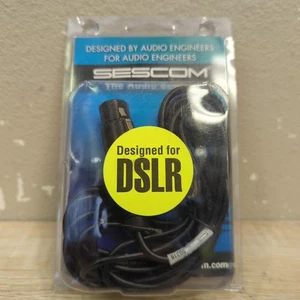 DESIGNED BY AUDIO ENGINEERS
FOR AUDIO ENGINEERS
SESCOM
Designed for
DSLR